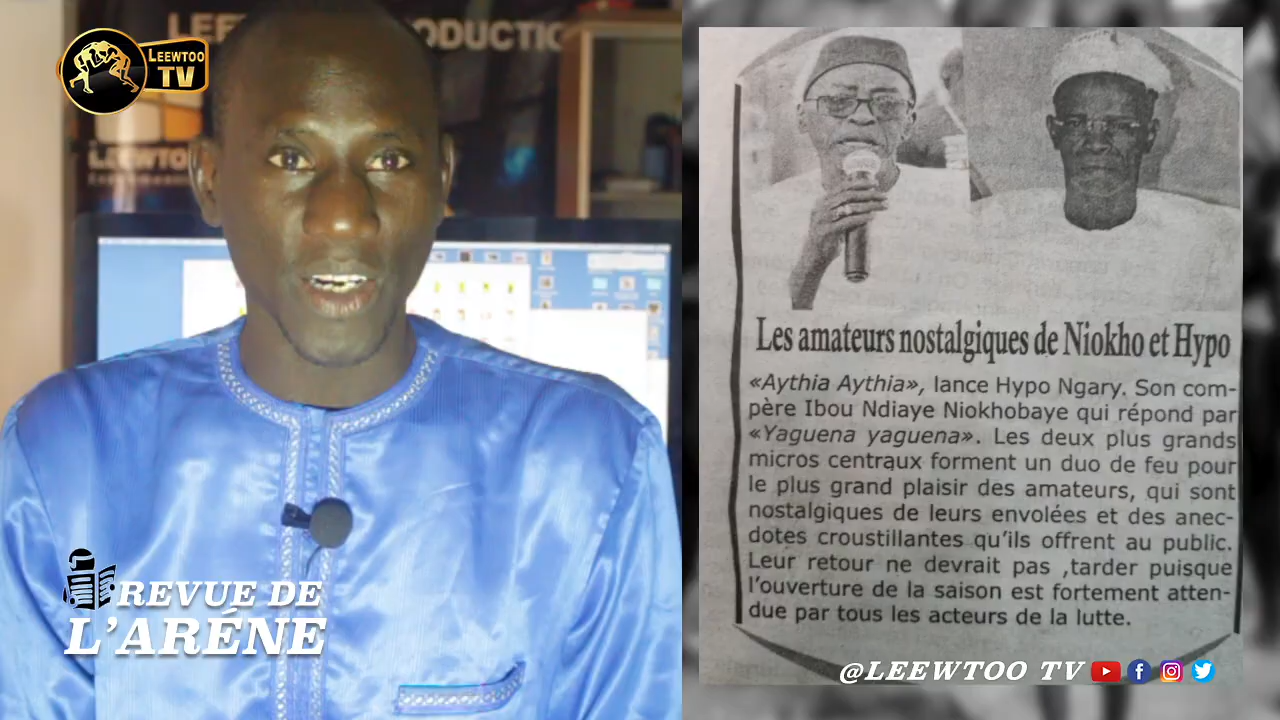 LEEWTOO
TV
LEE
ODUCTIO
LEEWTO
REVUE DE
L'ARÉNE
Les amateurs nostalgiques de Niokho et Hypo
«Aythia Aythia», lance Hypo Ngary. Son com-
père Ibou Ndiaye Niokhobaye qui répond par
«Yaguena yaguena». Les deux plus grands
micros centraux forment un duo de feu pour
le plus grand plaisir des amateurs, qui sont
nostalgiques de leurs envolées et des anec-
dotes croustillantes qu'ils offrent au public.
Leur retour ne devrait pas ,tarder puisque
l'ouverture de la saison est fortement atten-
due par tous les acteurs de la lutte.
@LEEWTOO TV